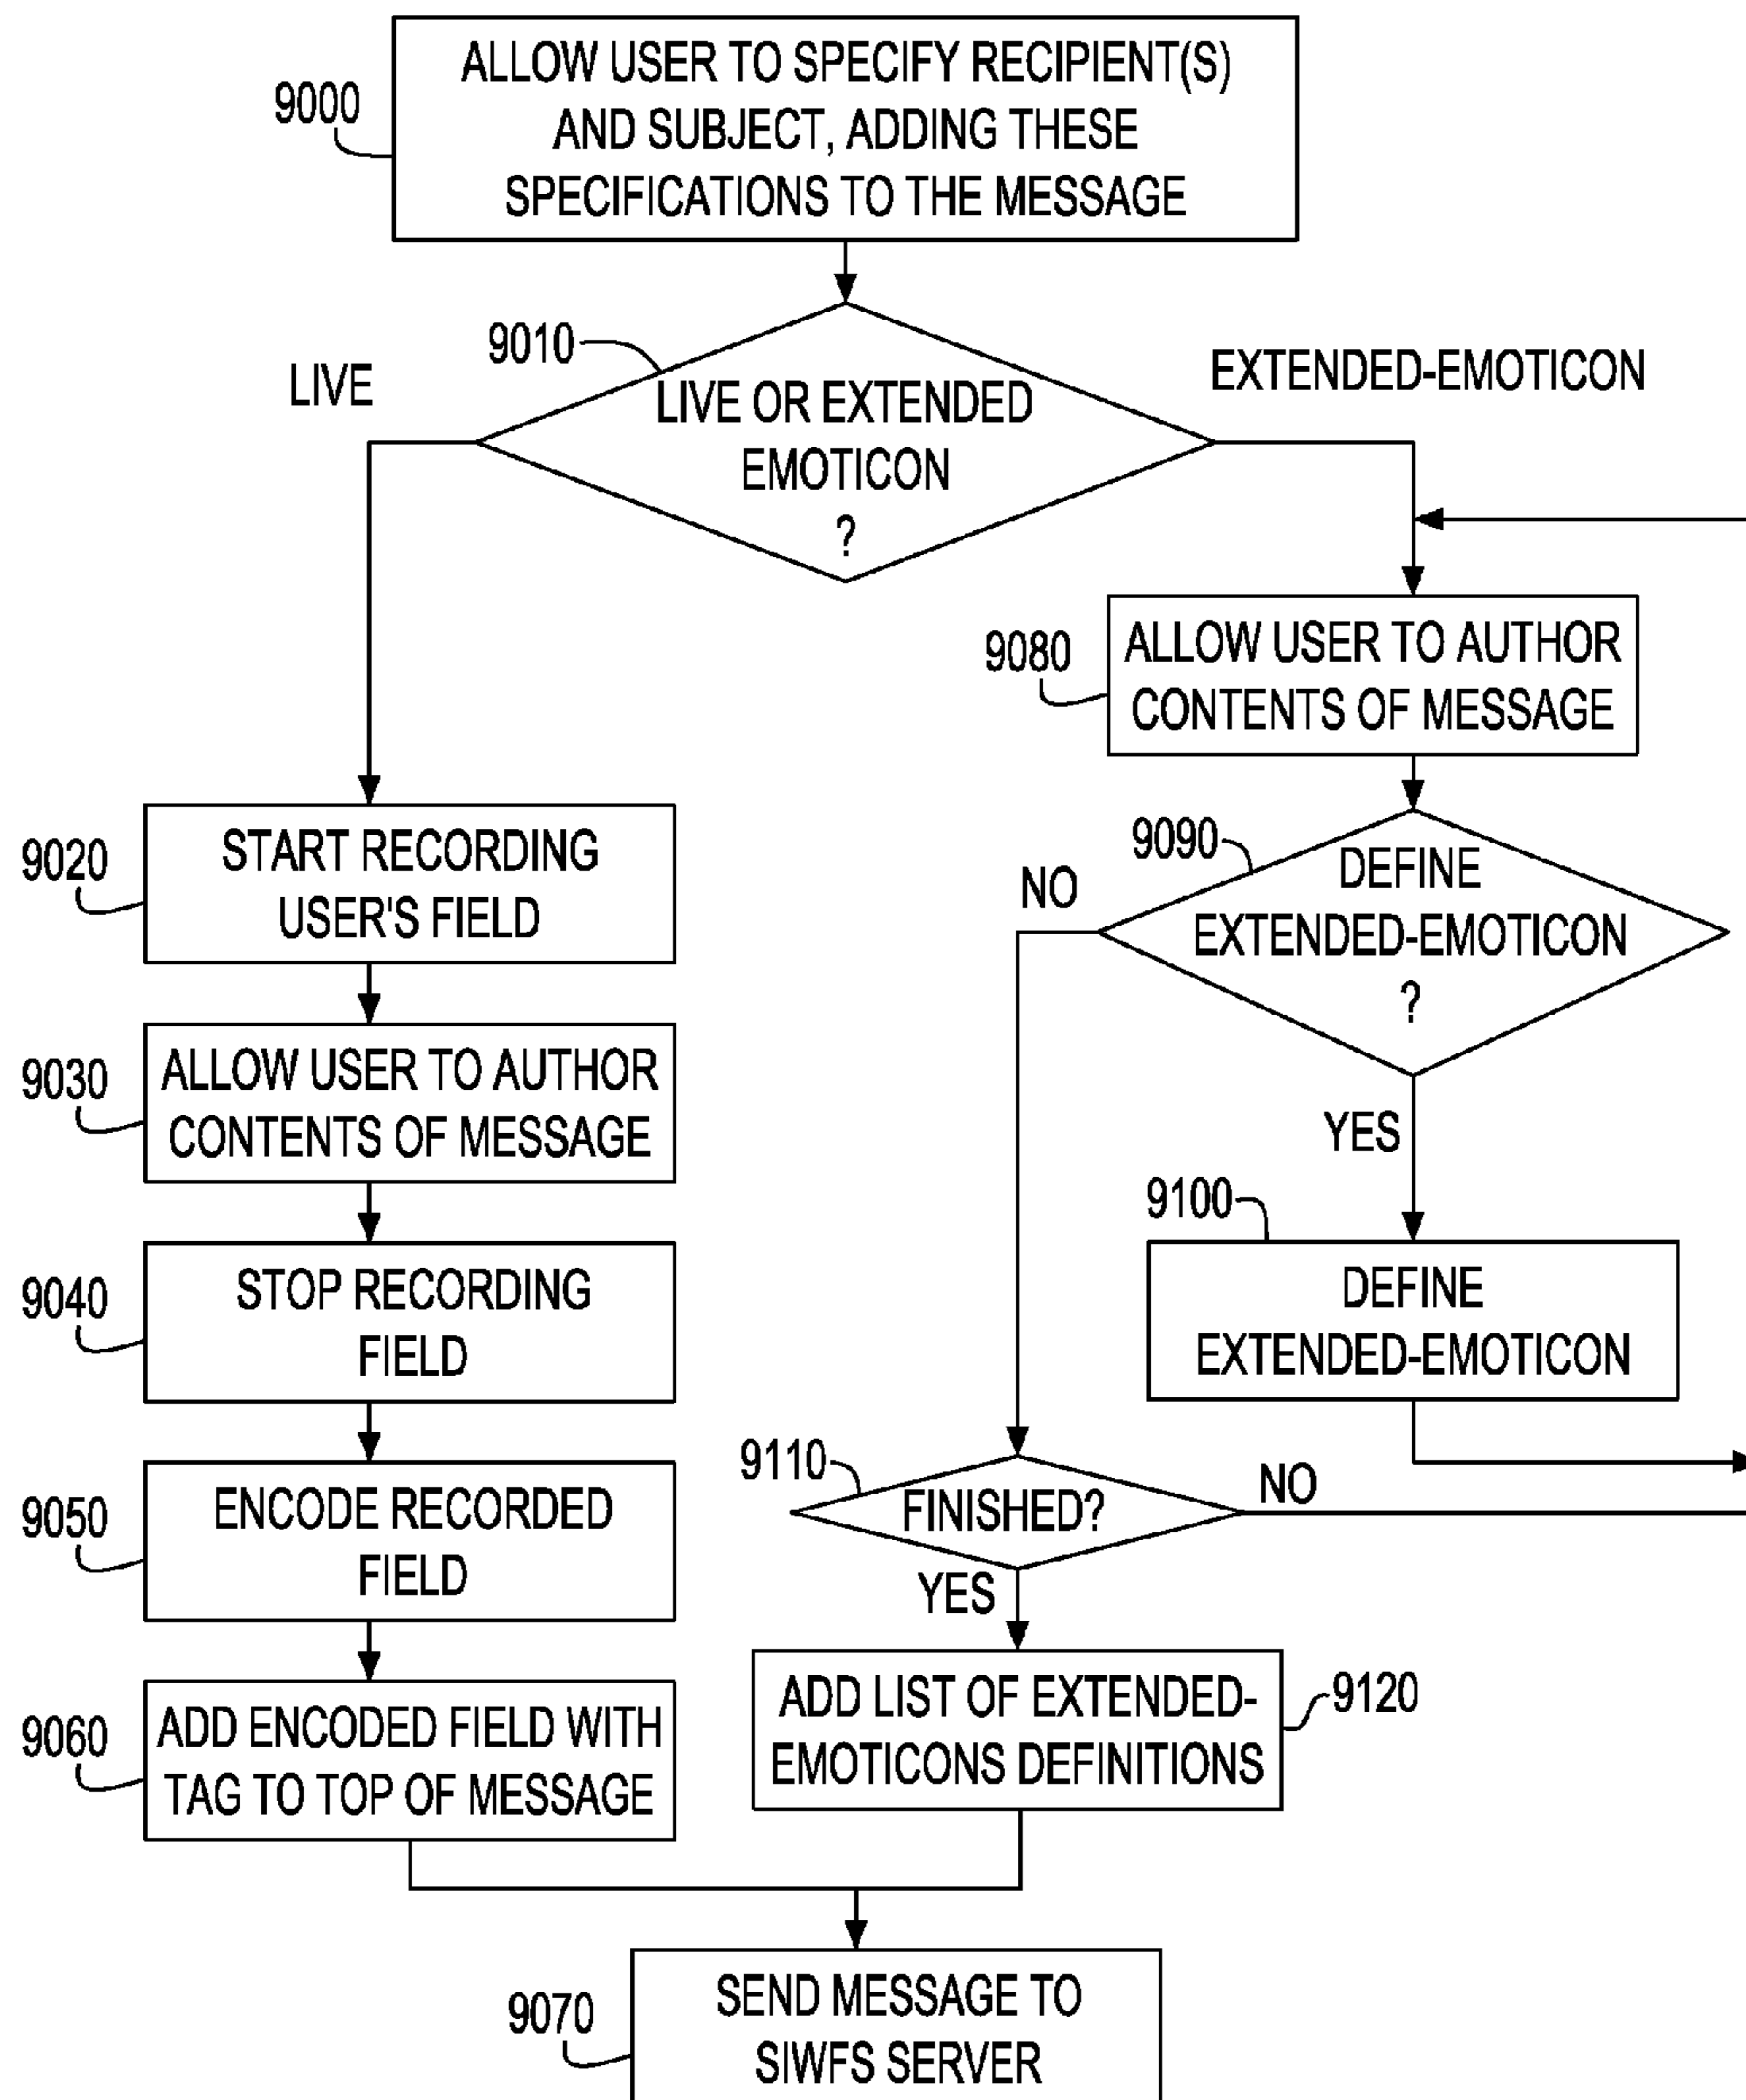 9000
ALLOW USER TO SPECIFY RECIPIENT(S)
AND SUBJECT, ADDING THESE
SPECIFICATIONS TO THE MESSAGE
9010
LIVE
LIVE OR EXTENDED
EMOTICON
?
EXTENDED-EMOTICON
9020
START RECORDING
USER'S FIELD
9030
ALLOW USER TO AUTHOR
CONTENTS OF MESSAGE
9040
STOP RECORDING
FIELD
9050
ENCODE RECORDED
FIELD
9060
ADD ENCODED FIELD WITH
TAG TO TOP OF MESSAGE
9080
ALLOW USER TO AUTHOR
CONTENTS OF MESSAGE
9090
DEFINE
EXTENDED-EMOTICON
?
NO
YES
9100
DEFINE
EXTENDED-EMOTICON
9110
FINISHED?
NO
YES
ADD LIST OF EXTENDED-
EMOTICONS DEFINITIONS
9120
9070
SEND MESSAGE TO
SIWFS SERVER